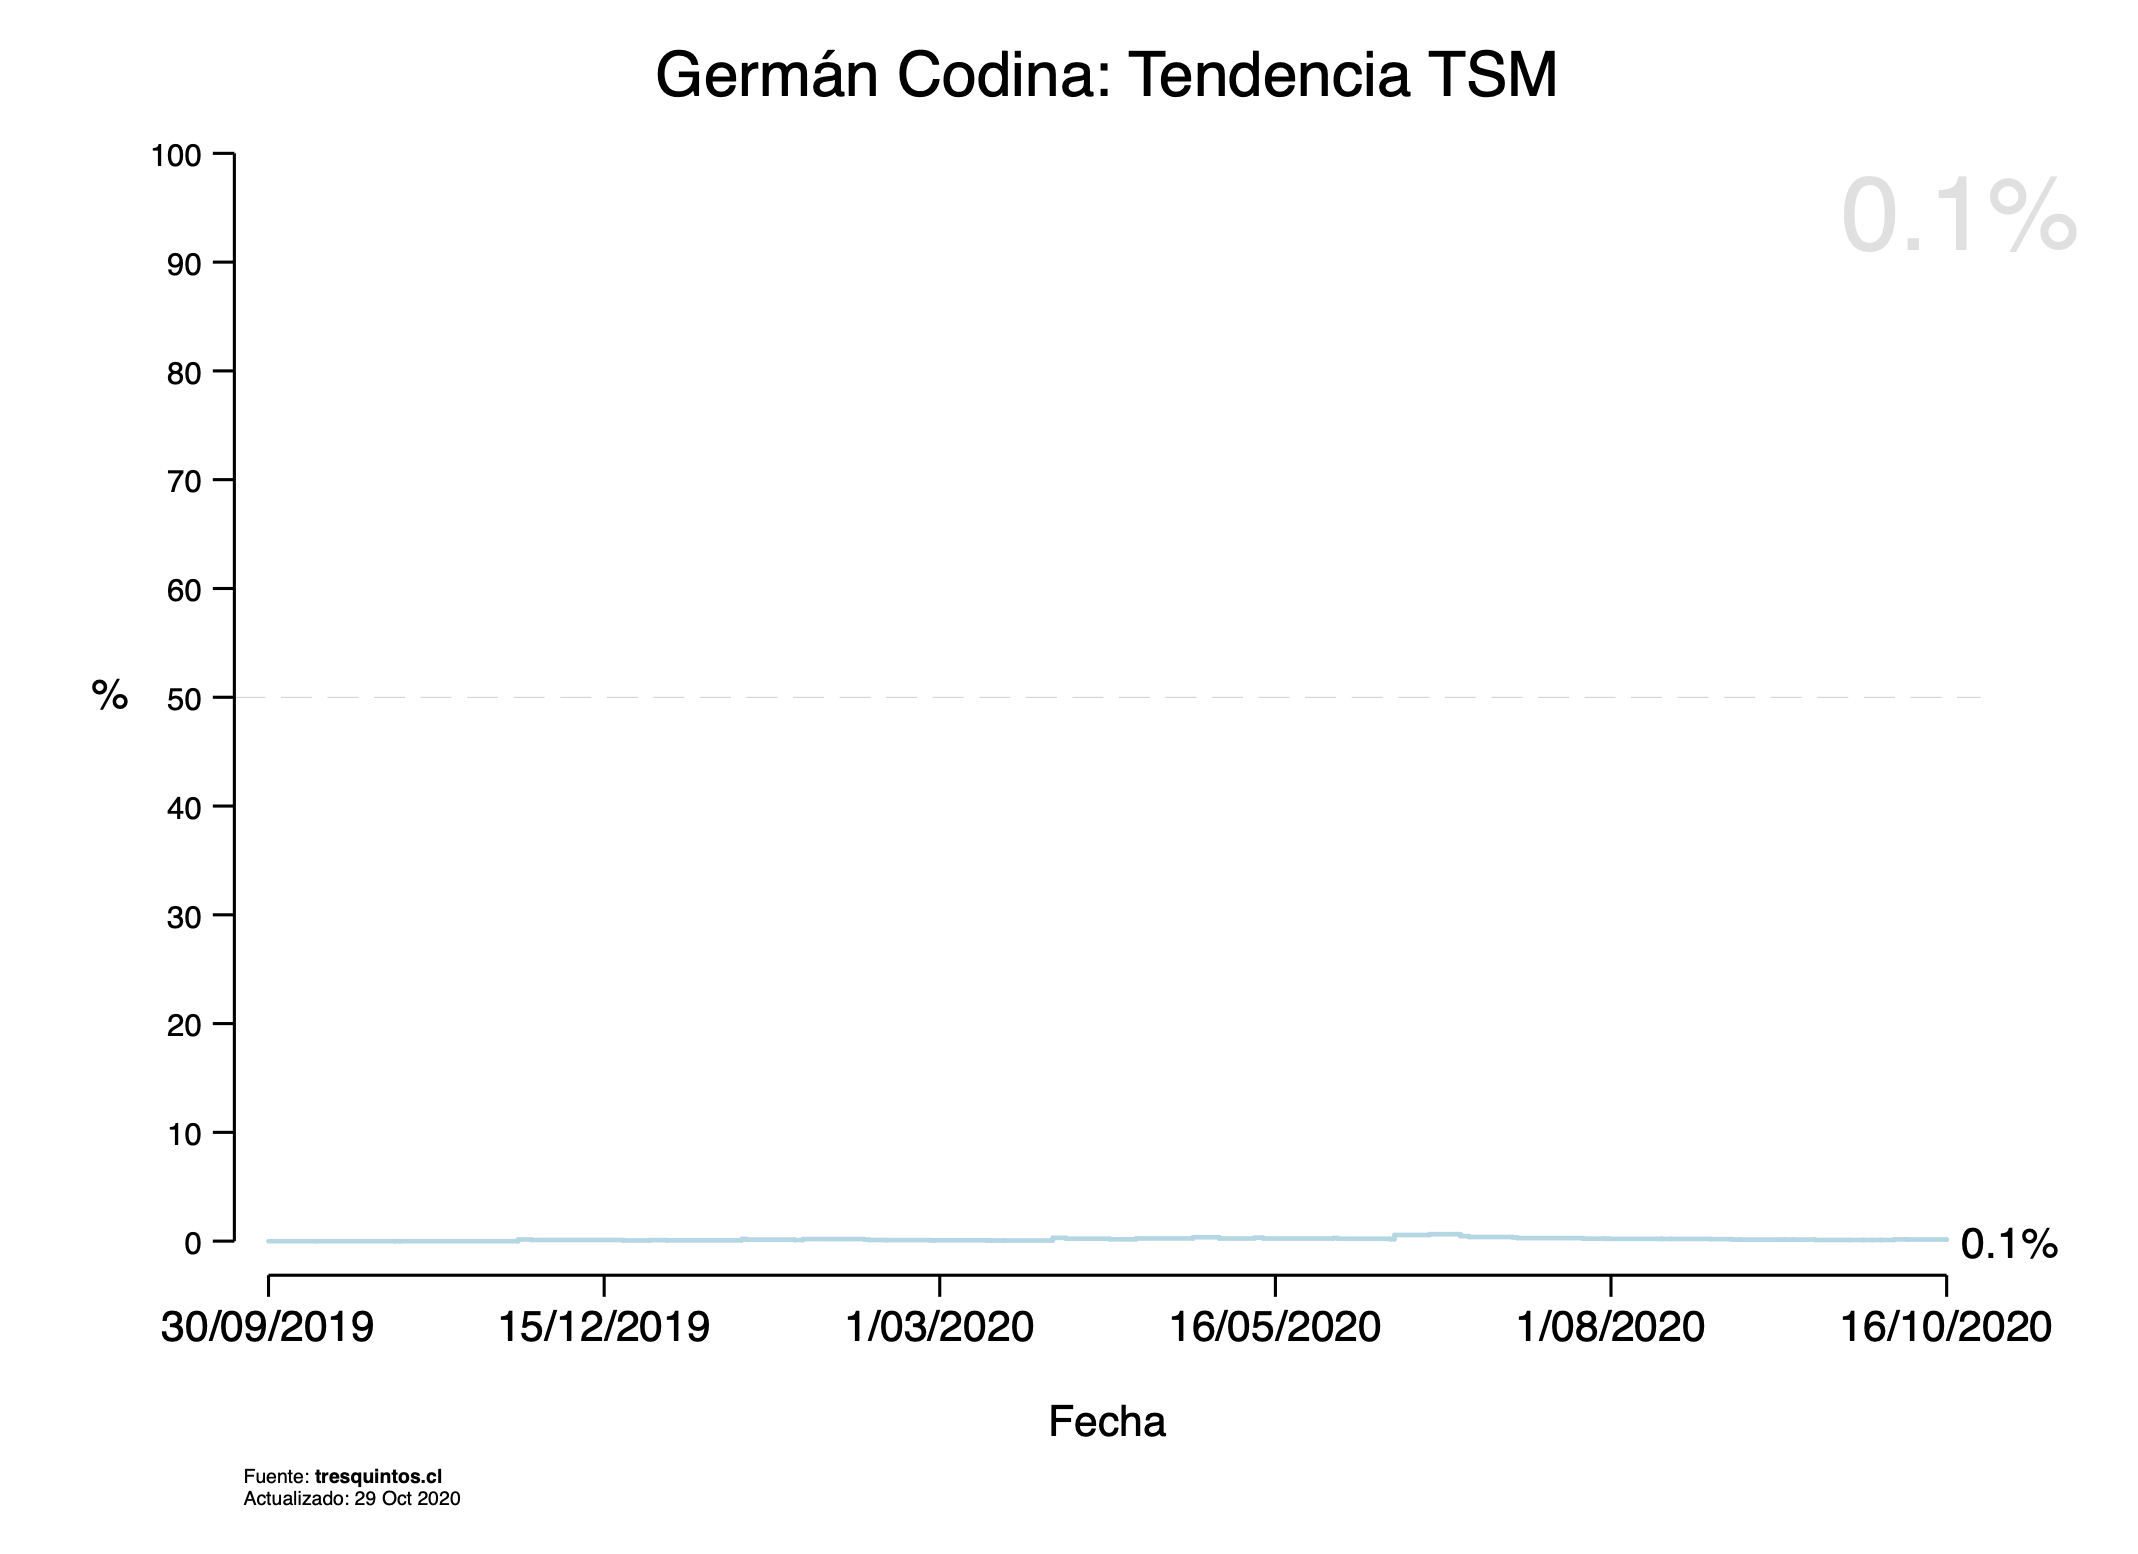 Germán Codina: Tendencia TSM
0.1%
100
90
80
70
60
50
40
30
20
10
0
%
0.1%
30/09/2019 15/12/2019 1/03/2020 16/05/2020 1/08/2020 16/10/2020
Fecha
Fuente: tresquintos.cl
Actualizado: 29 Oct 2020